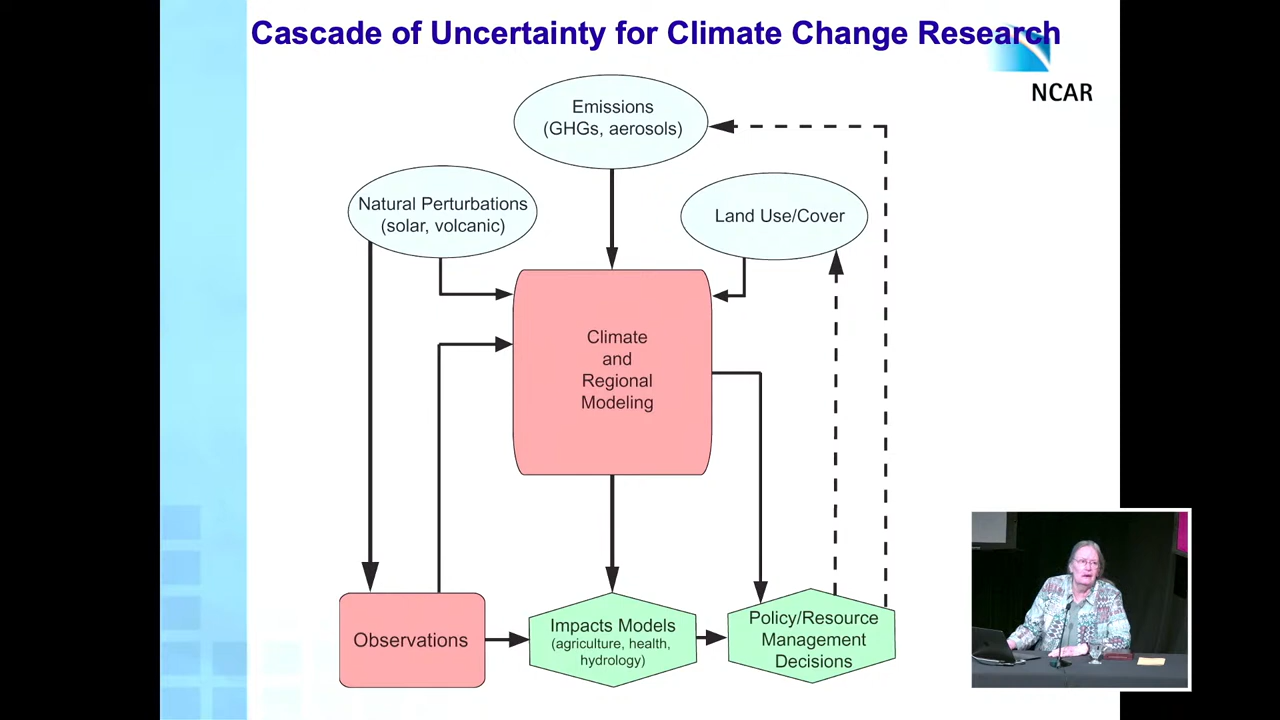 Cascade of Uncertainty for Climate Change Research
NCAR
Emissions
(GHGs, aerosols)
Natural Perturbations
(solar, volcanic)
Land Use/Cover
Climate
and
Regional
Modeling
Observations
Impacts Models
(agriculture, health,
hydrology)
Policy/Resource
Management
Decisions